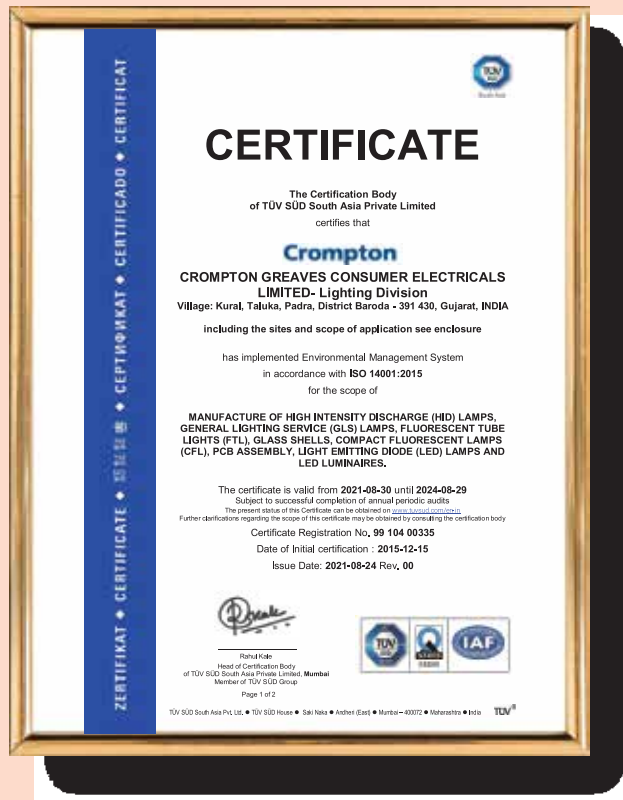 TÜV
SÜD
South Asia
ZERTIFIKAT ◆ CERTIFICATE ◆ 認証証書 ◆ СЕРТИФИКАТ ◆ CERTIFICADO ◆ CERTIFICAT
CERTIFICATE
The Certification Body
of TÜV SÜD South Asia Private Limited
certifies that
Crompton
CROMPTON GREAVES CONSUMER ELECTRICALS
LIMITED- Lighting Division
Village: Kural, Taluka, Padra, District Baroda - 391 430, Gujarat, INDIA
including the sites and scope of application see enclosure
has implemented Environmental Management System
in accordance with ISO 14001:2015
for the scope of
MANUFACTURE OF HIGH INTENSITY DISCHARGE (HID) LAMPS,
GENERAL LIGHTING SERVICE (GLS) LAMPS, FLUORESCENT TUBE
LIGHTS (FTL), GLASS SHELLS, COMPACT FLUORESCENT LAMPS
(CFL), PCB ASSEMBLY, LIGHT EMITTING DIODE (LED) LAMPS AND
LED LUMINAIRES.
The certificate is valid from 2021-08-30 until 2024-08-29
Subject to successful completion of annual periodic audits
The present status of this Certificate can be obtained on www.tuvsud.com/en-in
Further clarifications regarding the scope of this certificate may be obtained by consulting the certification body
Certificate Registration No. 99 104 00335
Date of Initial certification : 2015-12-15
Issue Date: 2021-08-24 Rev. 00
Rahul Kale
Head of Certification Body
of TÜV SÜD South Asia Private Limited, Mumbai
Member of TÜV SÜD Group
Page 1 of 2
TÜV
SÜD
IAF
TÜV SÜD South Asia Pvt. Ltd. ● TÜV SÜD House ● Saki Naka ● Andheri (East) ● Mumbai – 400072 ● Maharashtra ● India TÜV®